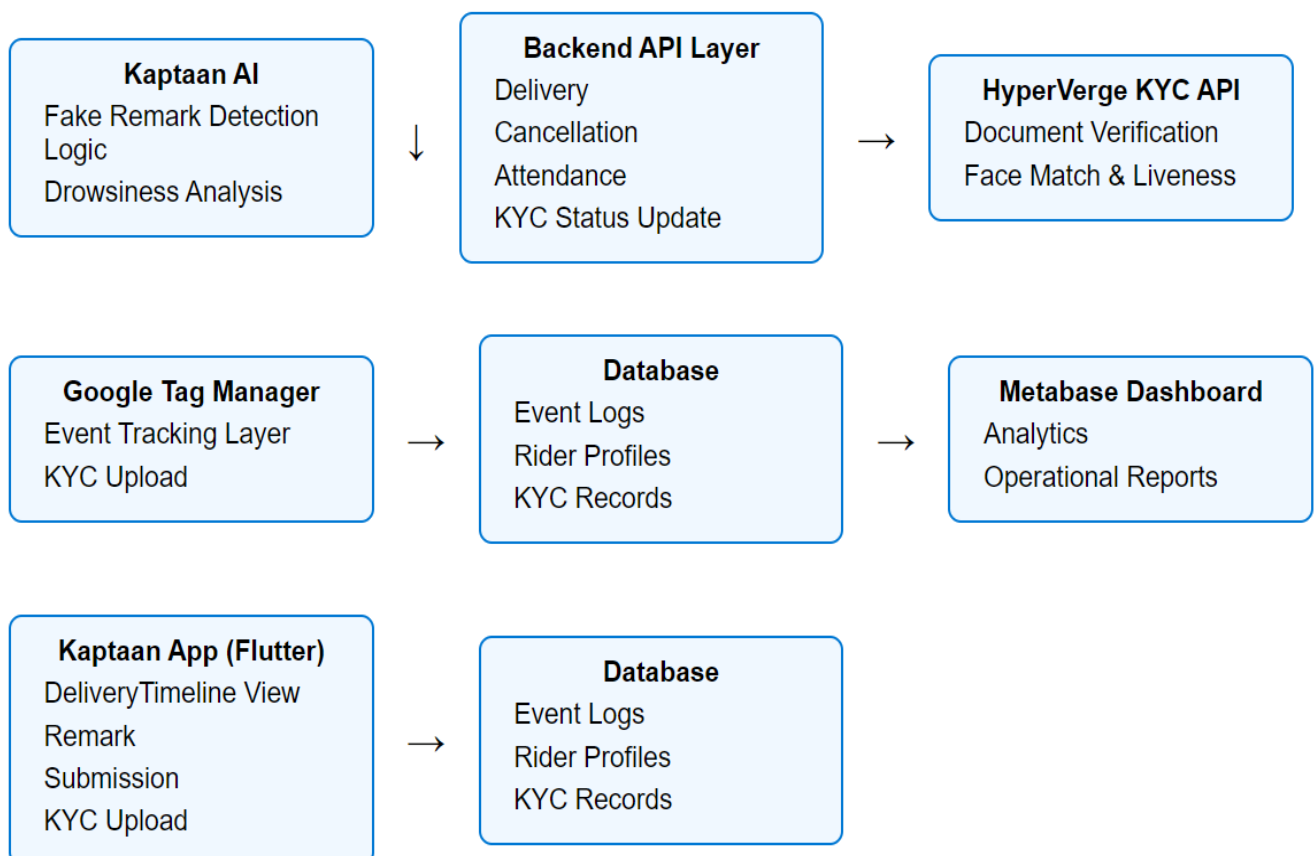 Kaptaan AI
Fake Remark Detection
Logic
Drowsiness Analysis
↓
Backend API Layer
Delivery
Cancellation
Attendance
KYC Status Update
→
HyperVerge KYC API
Document Verification
Face Match & Liveness
Google Tag Manager
Event Tracking Layer
KYC Upload
→
Database
Event Logs
Rider Profiles
KYC Records
→
Metabase Dashboard
Analytics
Operational Reports
Kaptaan App (Flutter)
DeliveryTimeline View
Remark
Submission
KYC Upload
→
Database
Event Logs
Rider Profiles
KYC Records